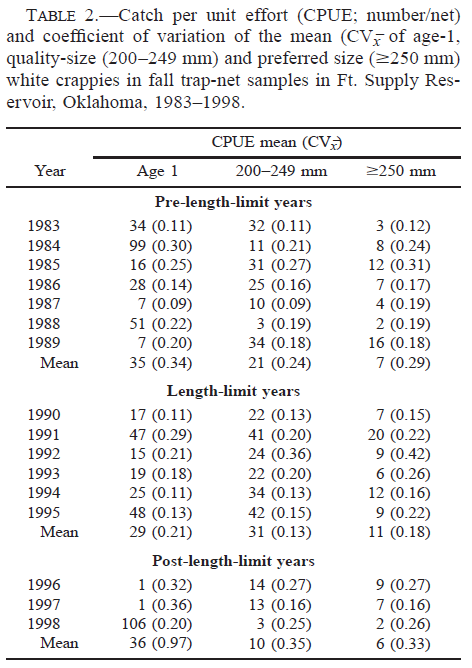 TABLE 2.—Catch per unit effort (CPUE; number/net)
and coefficient of variation of the mean (CVx̄ of age-1,
quality-size (200–249 mm) and preferred size (≥250 mm)
white crappies in fall trap-net samples in Ft. Supply Res-
ervoir, Oklahoma, 1983–1998.
CPUE mean (CVx̄)
Year Age 1 200–249 mm ≥250 mm
Pre-length-limit years
1983 34 (0.11) 32 (0.11) 3 (0.12)
1984 99 (0.30) 11 (0.21) 8 (0.24)
1985 16 (0.25) 31 (0.27) 12 (0.31)
1986 28 (0.14) 25 (0.16) 7 (0.17)
1987 7 (0.09) 10 (0.09) 4 (0.19)
1988 51 (0.22) 3 (0.19) 2 (0.19)
1989 7 (0.20) 34 (0.18) 16 (0.18)
Mean 35 (0.34) 21 (0.24) 7 (0.29)
Length-limit years
1990 17 (0.11) 22 (0.13) 7 (0.15)
1991 47 (0.29) 41 (0.20) 20 (0.22)
1992 15 (0.21) 24 (0.36) 9 (0.42)
1993 19 (0.18) 22 (0.20) 6 (0.26)
1994 25 (0.11) 34 (0.13) 12 (0.16)
1995 48 (0.13) 42 (0.15) 9 (0.22)
Mean 29 (0.21) 31 (0.13) 11 (0.18)
Post-length-limit years
1996 1 (0.32) 14 (0.27) 9 (0.27)
1997 1 (0.36) 13 (0.16) 7 (0.16)
1998 106 (0.20) 3 (0.25) 2 (0.26)
Mean 36 (0.97) 10 (0.35) 6 (0.33)